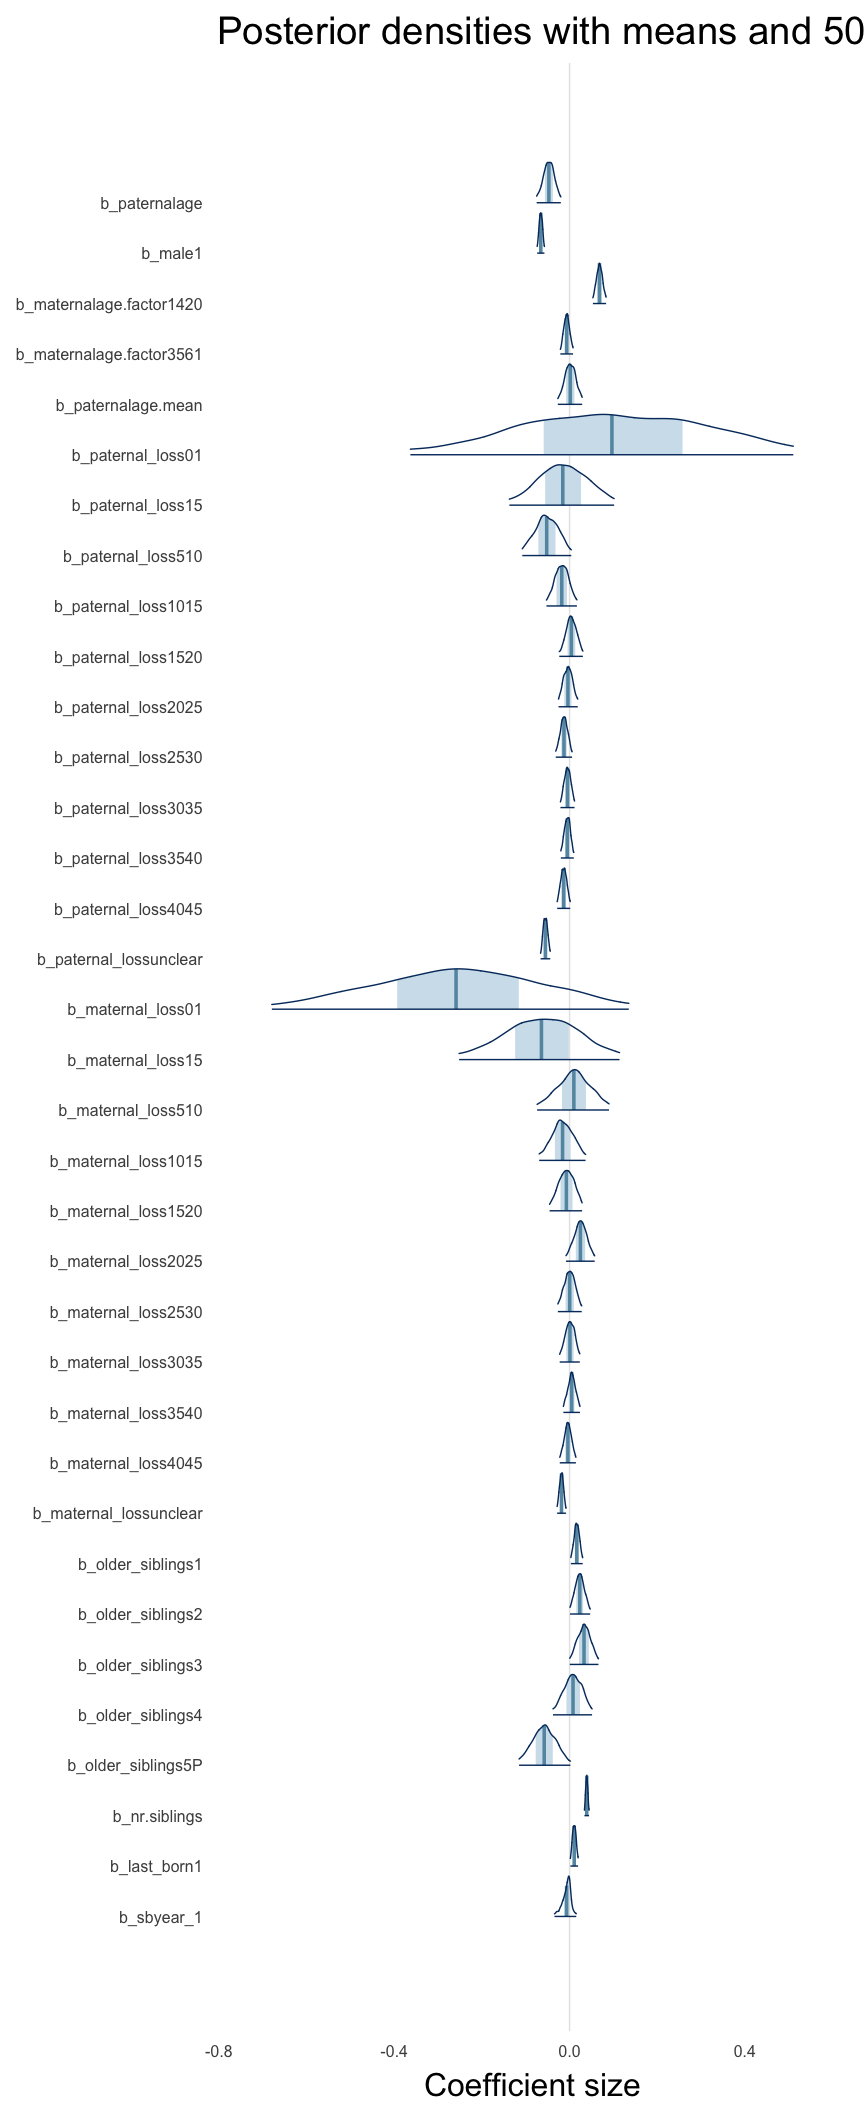 Posterior densities with means and 50
b_paternalage
b_male1
b_maternalage.factor1420
b_maternalage.factor3561
b_paternalage.mean
b_paternal_loss01
b_paternal_loss15
b_paternal_loss510
b_paternal_loss1015
b_paternal_loss1520
b_paternal_loss2025
b_paternal_loss2530
b_paternal_loss3035
b_paternal_loss3540
b_paternal_loss4045
b_paternal_lossunclear
b_maternal_loss01
b_maternal_loss15
b_maternal_loss510
b_maternal_loss1015
b_maternal_loss1520
b_maternal_loss2025
b_maternal_loss2530
b_maternal_loss3035
b_maternal_loss3540
b_maternal_loss4045
b_maternal_lossunclear
b_older_siblings1
b_older_siblings2
b_older_siblings3
b_older_siblings4
b_older_siblings5P
b_nr.siblings
b_last_born1
b_sbyear_1
-0.8 -0.4 0.0 0.4
Coefficient size